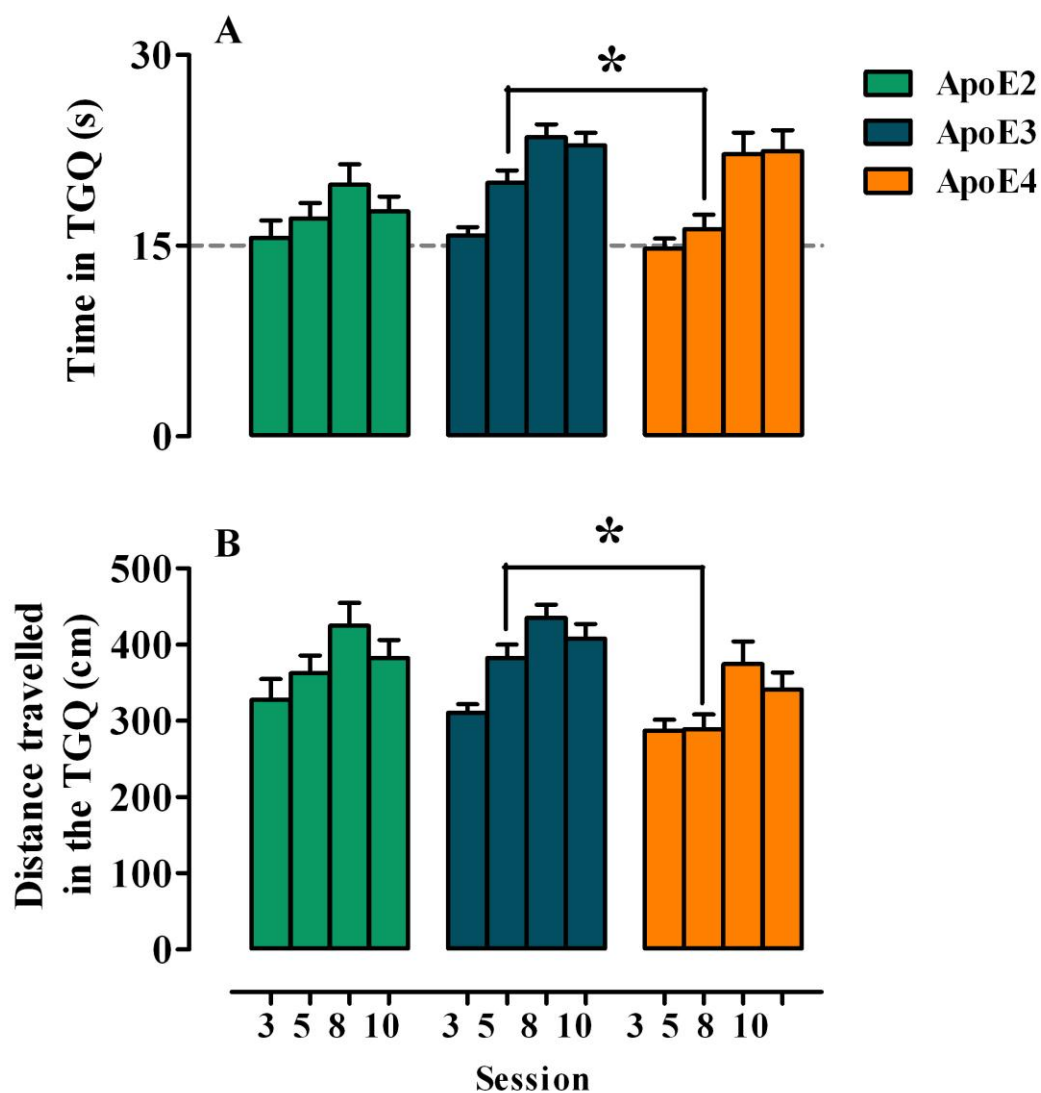 A
30
15
0
Time in TGQ (s)
*
ApoE2
ApoE3
ApoE4
B
500
400
300
200
100
0
Distance travelled
in the TGQ (cm)
*
3 5 8 10 3 5 8 10 3 5 8 10
Session